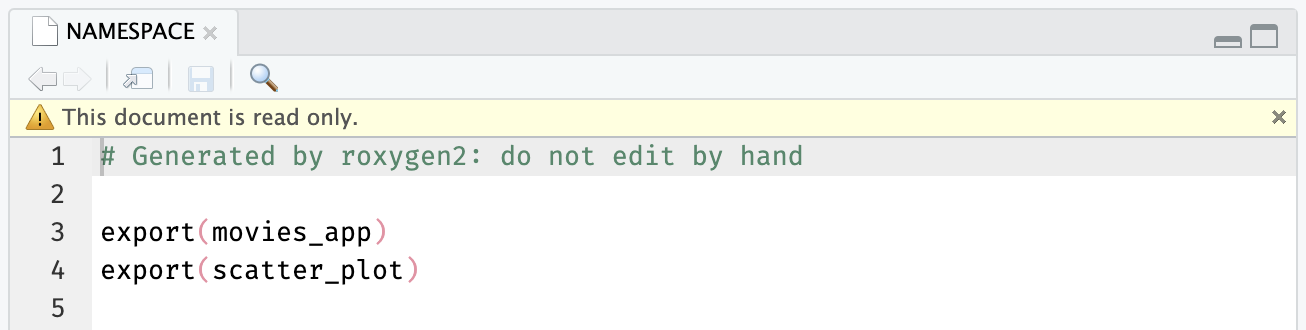 NAMESPACE
This document is read only.
1 # Generated by roxygen2: do not edit by hand
2
3 export(movies_app)
4 export(scatter_plot)
5